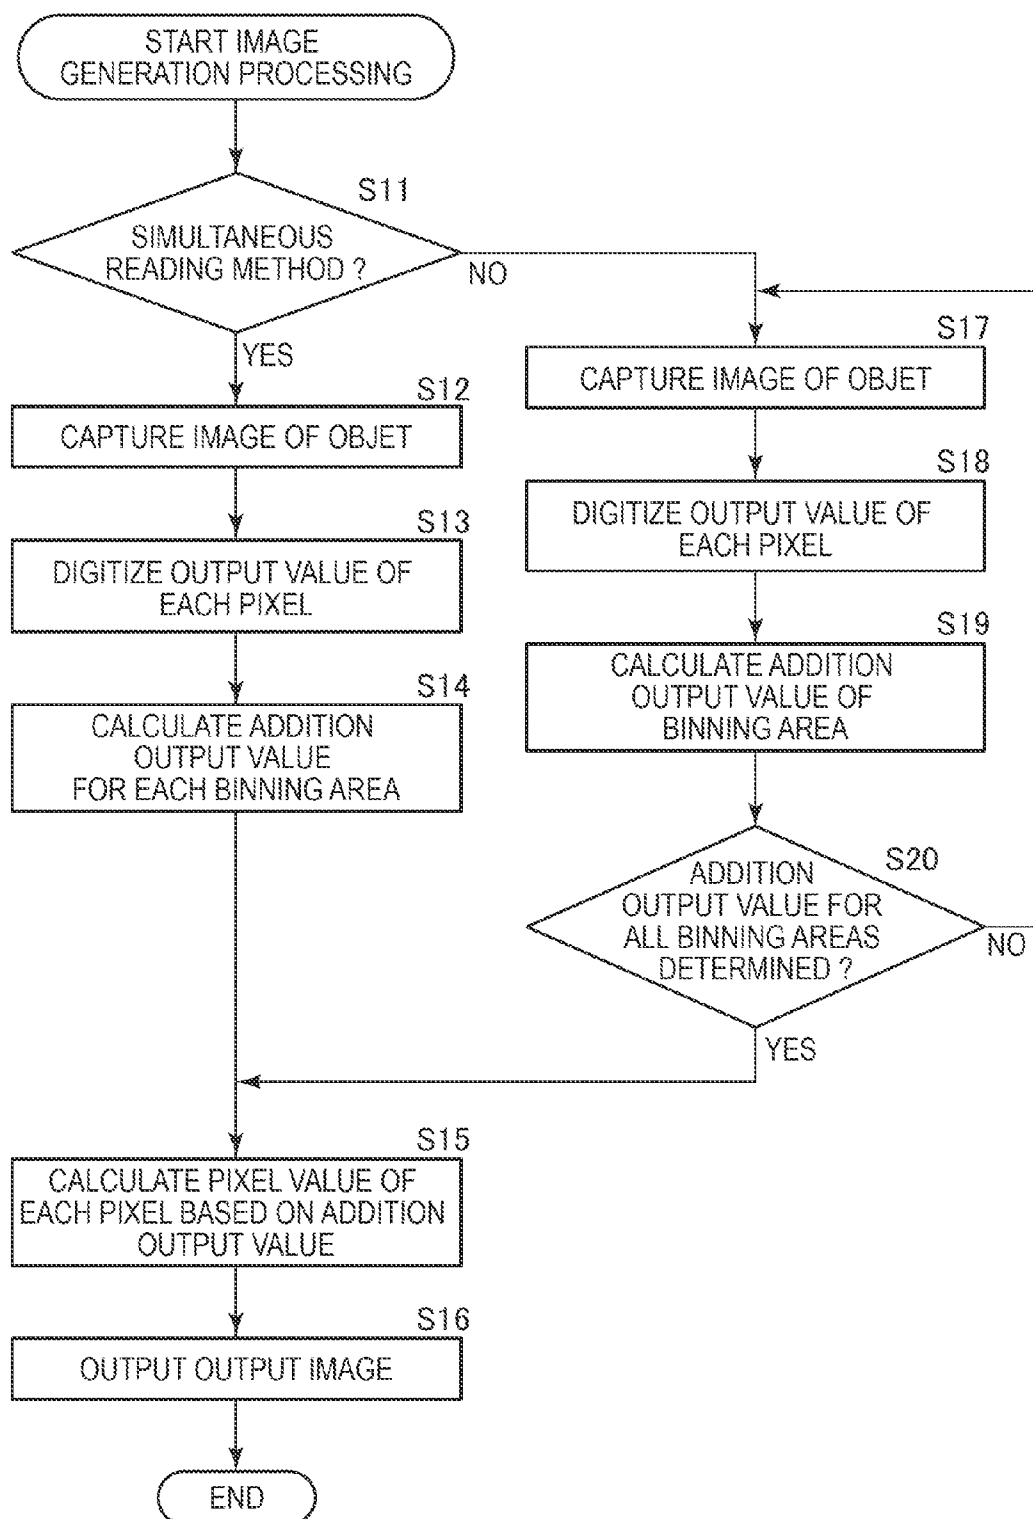 START IMAGE
GENERATION PROCESSING
S11
SIMULTANEOUS
READING METHOD ?
NO
YES
S12
CAPTURE IMAGE OF OBJET
S13
DIGITIZE OUTPUT VALUE OF
EACH PIXEL
S14
CALCULATE ADDITION
OUTPUT VALUE
FOR EACH BINNING AREA
S17
CAPTURE IMAGE OF OBJET
S18
DIGITIZE OUTPUT VALUE OF
EACH PIXEL
S19
CALCULATE ADDITION
OUTPUT VALUE OF
BINNING AREA
S20
ADDITION
OUTPUT VALUE FOR
ALL BINNING AREAS
DETERMINED ?
NO
YES
S15
CALCULATE PIXEL VALUE OF
EACH PIXEL BASED ON ADDITION
OUTPUT VALUE
S16
OUTPUT OUTPUT IMAGE
END